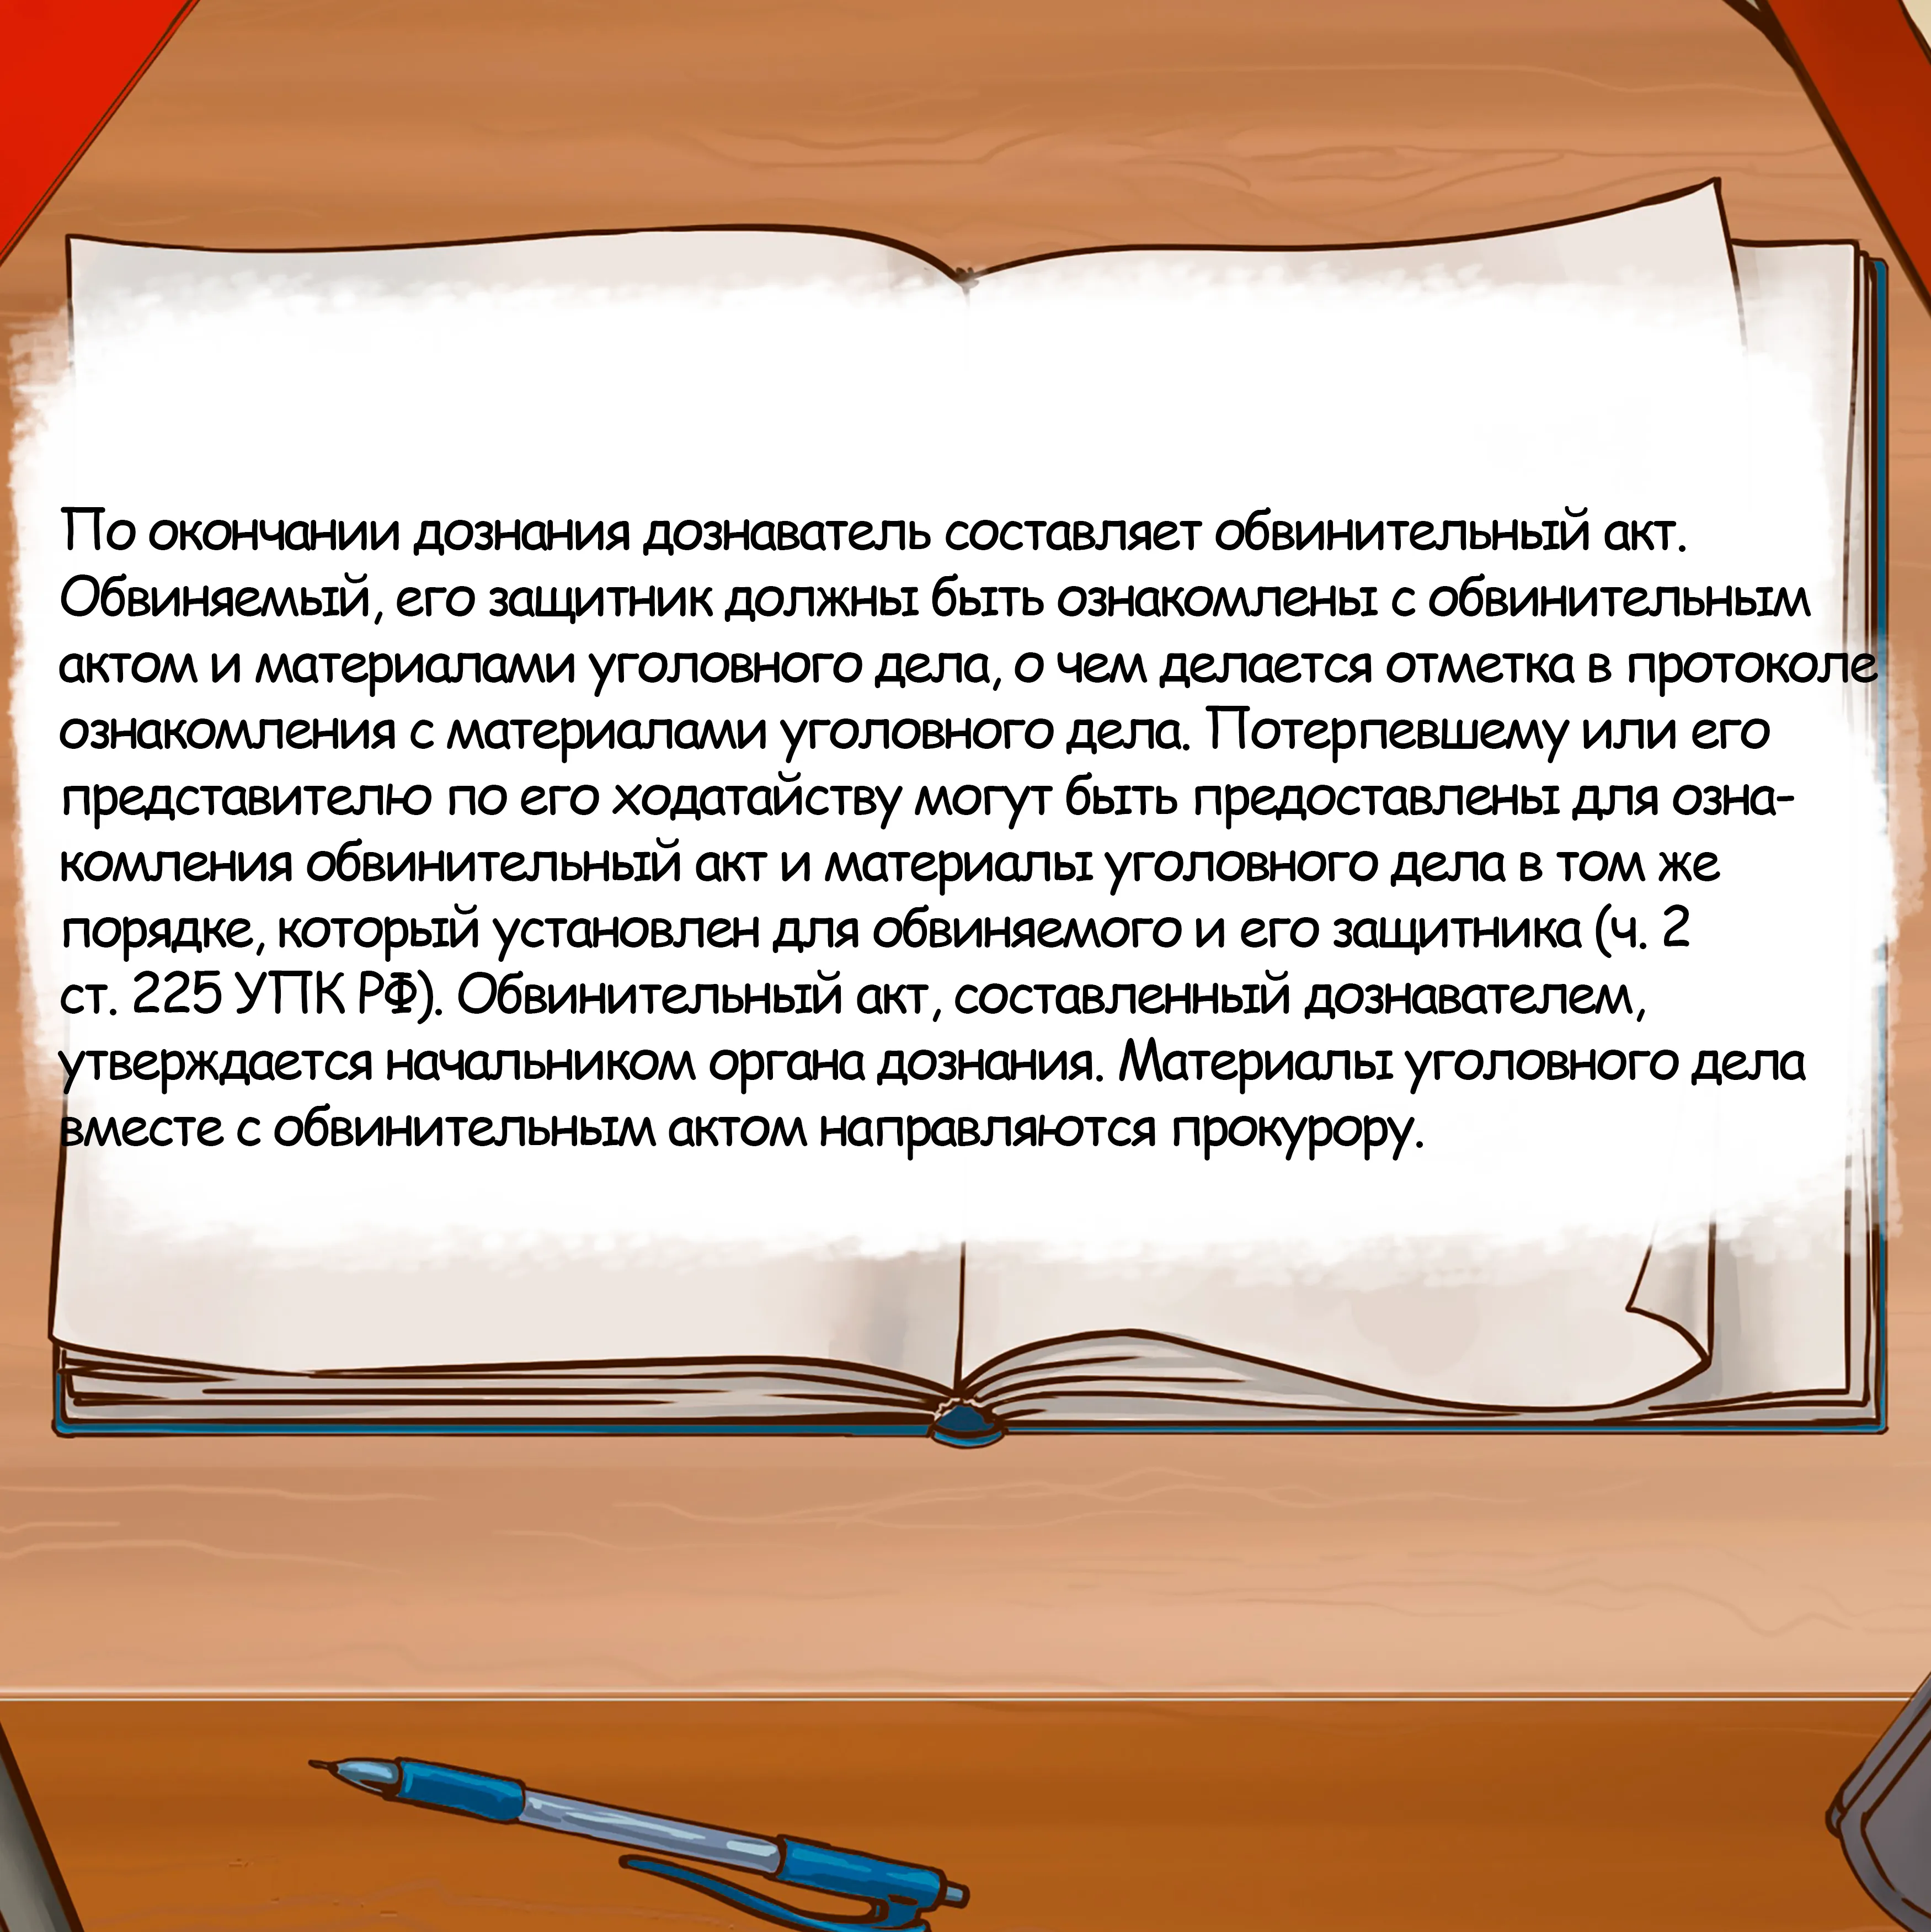 По окончании дознания дознаватель составляет обвинительный акт.
Обвиняемый, его защитник должны быть ознакомлены с обвинительным
актом и материалами уголовного дела, о чем делается отметка в протоколе
ознакомления с материалами уголовного дела. Потерпевшему или его
представителю по его ходатайству могут быть предоставлены для озна-
комления обвинительный акт и материалы уголовного дела в том же
порядке, который установлен для обвиняемого и его защитника (ч. 2
ст. 225 УПК РФ). Обвинительный акт, составленный дознавателем,
утверждается начальником органа дознания. Материалы уголовного дела
вместе с обвинительным актом направляются прокурору.